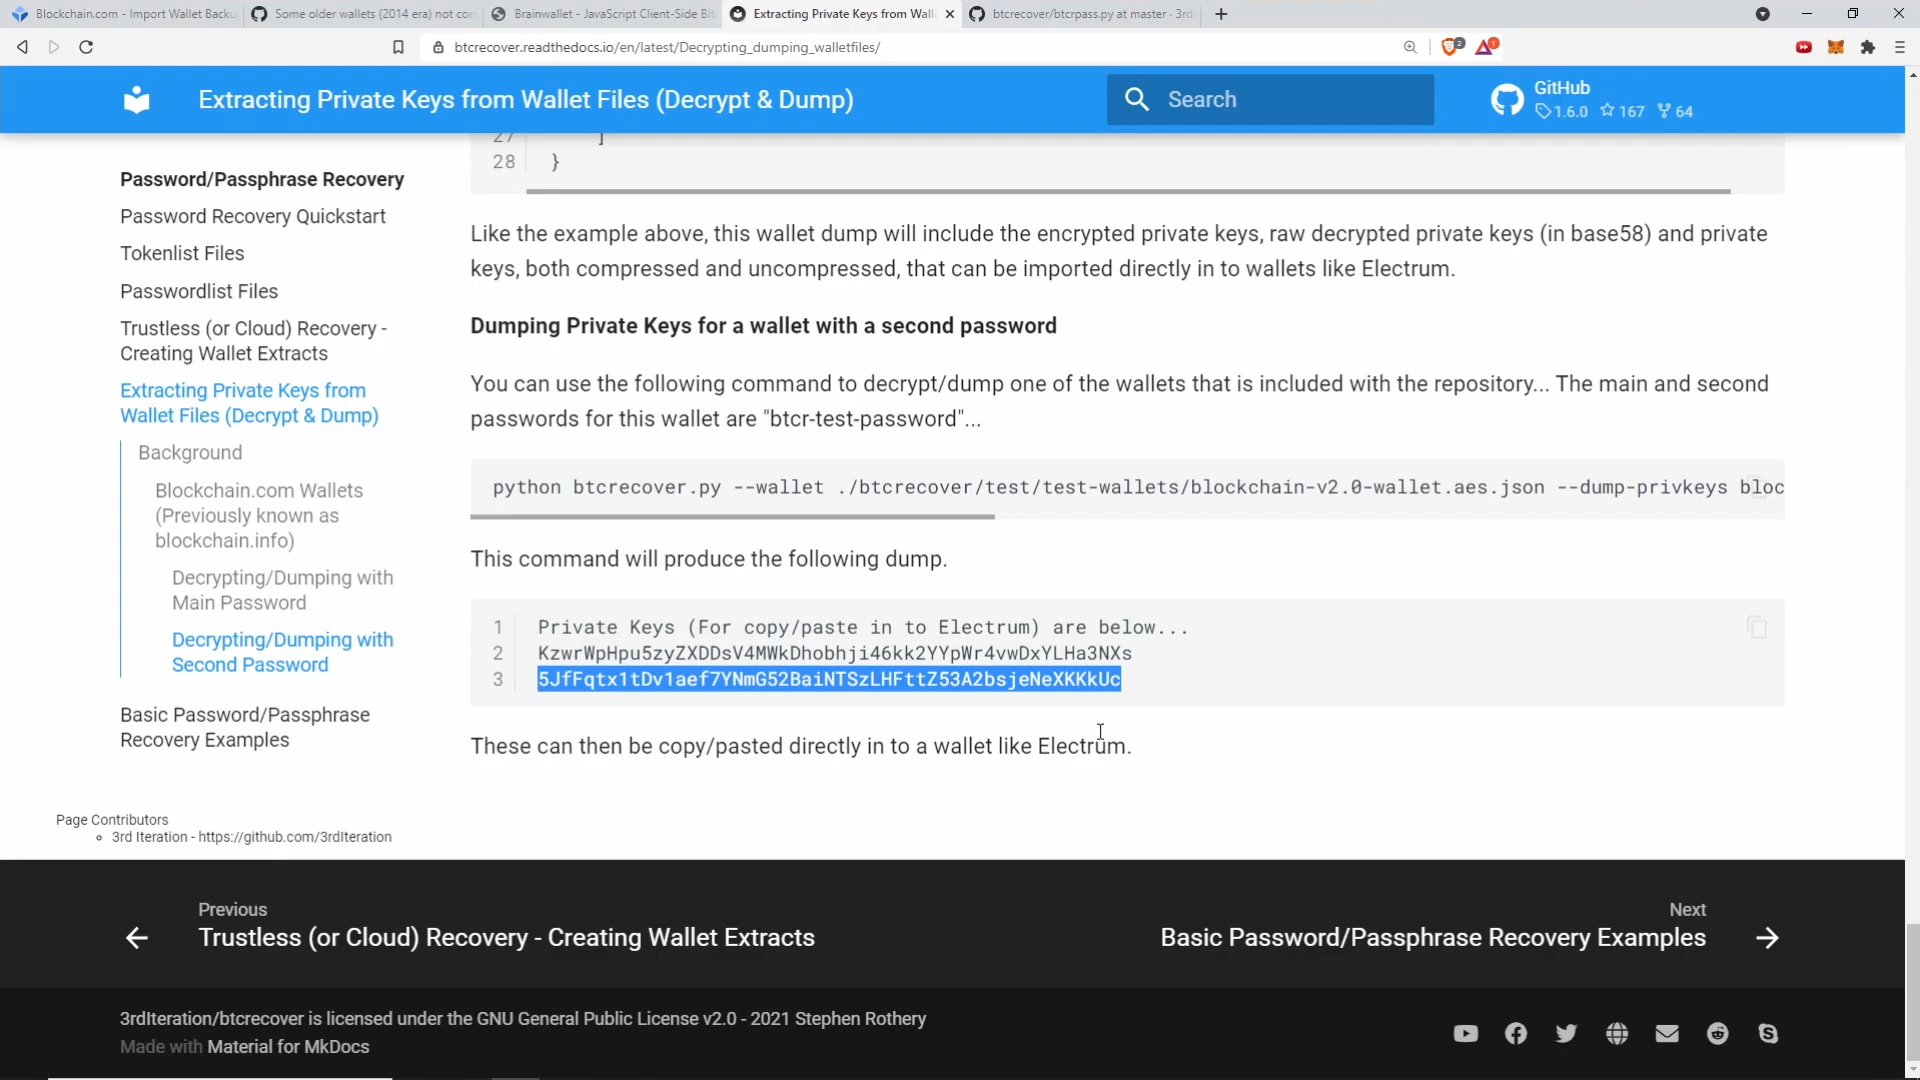 Blockchain.com - Import Wallet Backu
Some older wallets (2014 era) not cor
Brainwallet - JavaScript Client-Side Bit
Extracting Private Keys from Wall
btcrecover/btcrpass.py at master · 3rd
btcrecover.readthedocs.io/en/latest/Decrypting_dumping_walletfiles/
2
1
Extracting Private Keys from Wallet Files (Decrypt & Dump)
Search
GitHub
1.6.0 167 64
Password/Passphrase Recovery
Password Recovery Quickstart
Tokenlist Files
Passwordlist Files
Trustless (or Cloud) Recovery -
Creating Wallet Extracts
Extracting Private Keys from
Wallet Files (Decrypt & Dump)
Background
Blockchain.com Wallets
(Previously known as
blockchain.info)
Decrypting/Dumping with
Main Password
Decrypting/Dumping with
Second Password
Basic Password/Passphrase
Recovery Examples
27 ]
28 }
Like the example above, this wallet dump will include the encrypted private keys, raw decrypted private keys (in base58) and private
keys, both compressed and uncompressed, that can be imported directly in to wallets like Electrum.
Dumping Private Keys for a wallet with a second password
You can use the following command to decrypt/dump one of the wallets that is included with the repository... The main and second
passwords for this wallet are "btcr-test-password"...
python btcrecover.py --wallet ./btcrecover/test/test-wallets/blockchain-v2.0-wallet.aes.json --dump-privkeys bloc
This command will produce the following dump.
1 Private Keys (For copy/paste in to Electrum) are below...
2 KzwrWpHpu5zyZXDDsV4MWkDhobhji46kk2YYpWr4vwDxYLHa3NXs
3 5JfFqtx1tDv1aef7YNmG52BaiNTSzLHFttZ53A2bsjeNeXKKkUc
These can then be copy/pasted directly in to a wallet like Electrum.
Page Contributors
3rd Iteration - https://github.com/3rdIteration
Previous
Trustless (or Cloud) Recovery - Creating Wallet Extracts
Next
Basic Password/Passphrase Recovery Examples
3rdIteration/btcrecover is licensed under the GNU General Public License v2.0 - 2021 Stephen Rothery
Made with Material for MkDocs